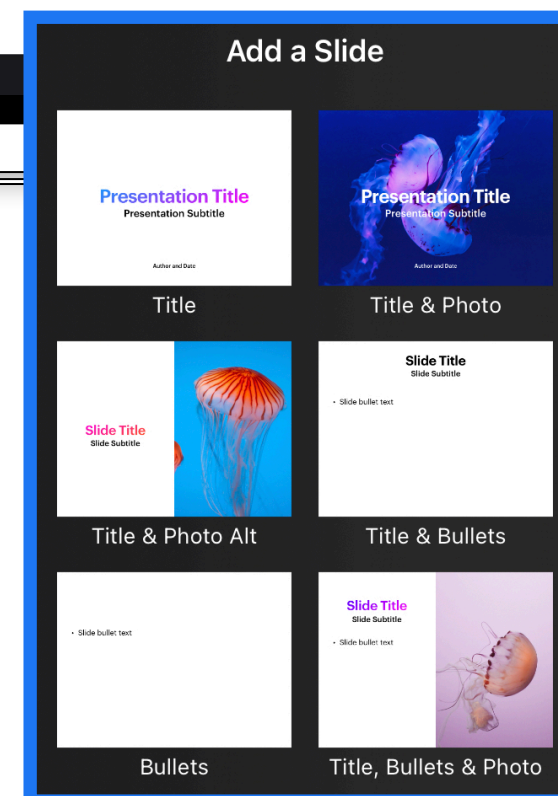 Add a Slide
Presentation Title
Presentation Subtitle
Author and Date
Title
Presentation Title
Presentation Subtitle
Author and Date
Title & Photo
Slide Title
Slide Subtitle
Title & Photo Alt
Slide Title
Slide Subtitle
• Slide bullet text
Title & Bullets
• Slide bullet text
Bullets
Slide Title
Slide Subtitle
• Slide bullet text
Title, Bullets & Photo